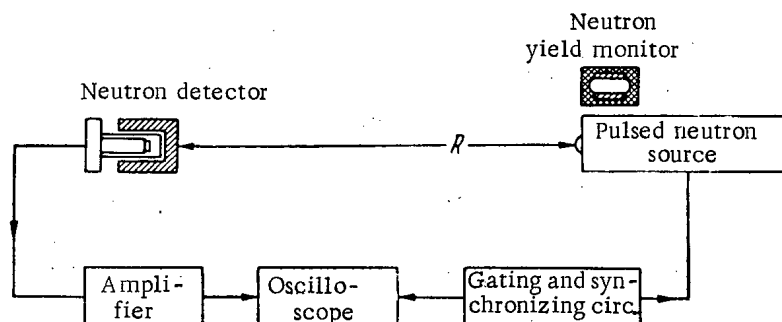 Neutron
yield monitor
Neutron detector
Pulsed neutron
source
R
Ampli-
fier
Oscillo-
scope
Gating and syn-
chronizing circ.